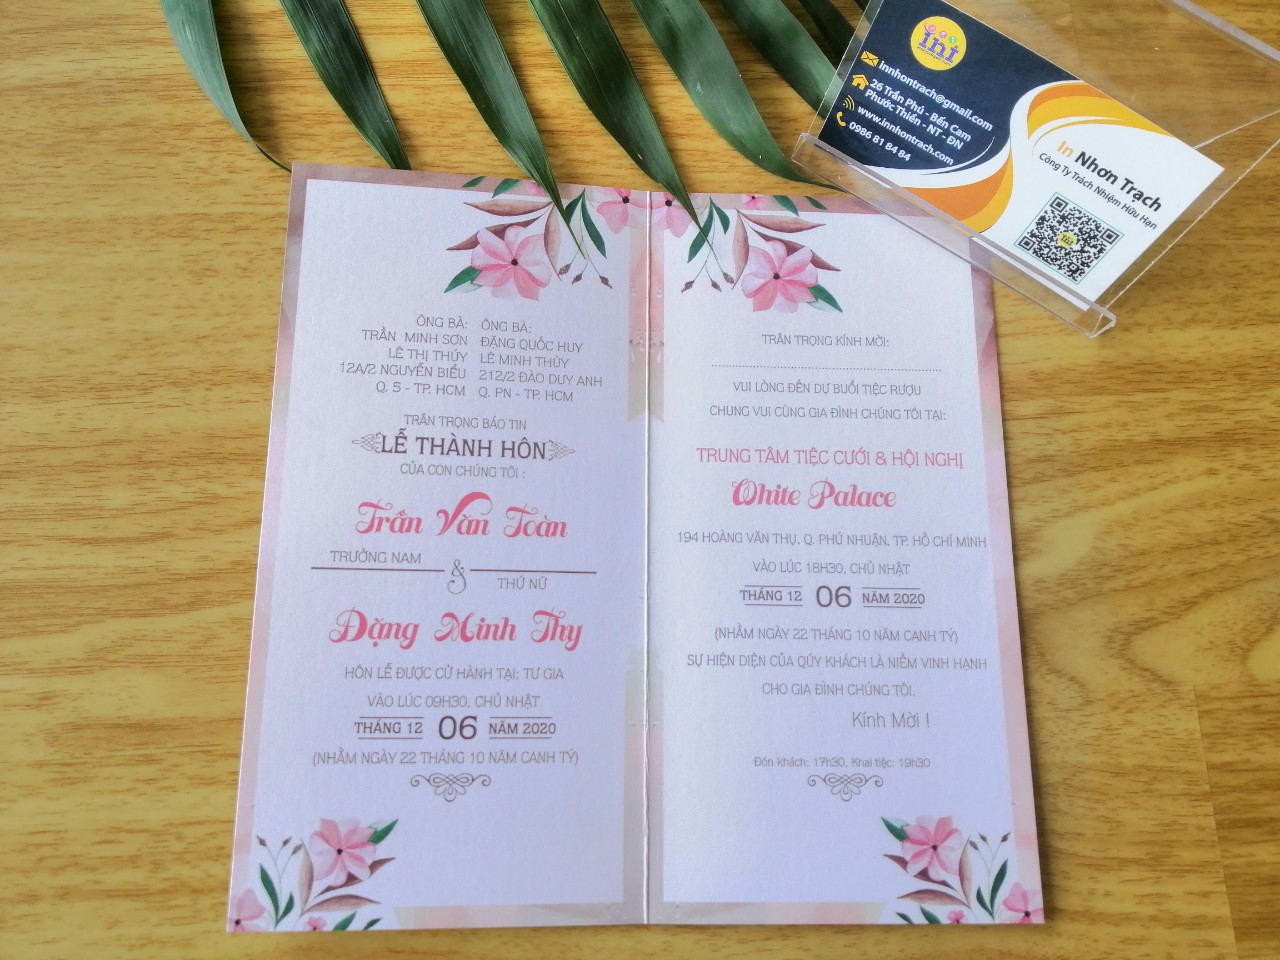 ÔNG BÀ:
TRẦN MINH SƠN
LÊ THỊ THÚY
12A/2 NGUYỄN BIỂU
Q. 5 - TP. HCM
ÔNG BÀ:
ĐẶNG QUỐC HUY
LÊ MINH THÙY
212/2 ĐÀO DUY ANH
Q. PN - TP. HCM
TRÂN TRỌNG BÁO TIN
LỄ THÀNH HÔN
CỦA CON CHÚNG TÔI :
Trần Văn Toàn
TRƯỞNG NAM
&
THỨ NỮ
Đặng Minh Thy
HÔN LỄ ĐƯỢC CỬ HÀNH TẠI: TƯ GIA
VÀO LÚC 09H30, CHỦ NHẬT
THÁNG 12 06 NĂM 2020
(NHẰM NGÀY 22 THÁNG 10 NĂM CANH TÝ)
TRÂN TRỌNG KÍNH MỜI:
VUI LÒNG ĐẾN DỰ BUỔI TIỆC RƯỢU
CHUNG VUI CÙNG GIA ĐÌNH CHÚNG TÔI TẠI:
TRUNG TÂM TIỆC CƯỚI & HỘI NGHỊ
White Palace
194 HOÀNG VĂN THỤ, Q. PHÚ NHUẬN, TP. HỒ CHÍ MINH
VÀO LÚC 18H30, CHỦ NHẬT
THÁNG 12 06 NĂM 2020
(NHẰM NGÀY 22 THÁNG 10 NĂM CANH TÝ)
SỰ HIỆN DIỆN CỦA QÚY KHÁCH LÀ NIỀM VINH HẠNH
CHO GIA ĐÌNH CHÚNG TÔI.
Kính Mời !
Đón khách: 17h30, Khai tiệc: 19h30
ini
Innhontrach@gmail.com
26 Trần Phú - Bến Cam
Phước Thiền - NT - ĐN
www.innhontrach.com
0986 81 84 84
In Nhơn Trạch
Công Ty Trách Nhiệm Hữu Hạn